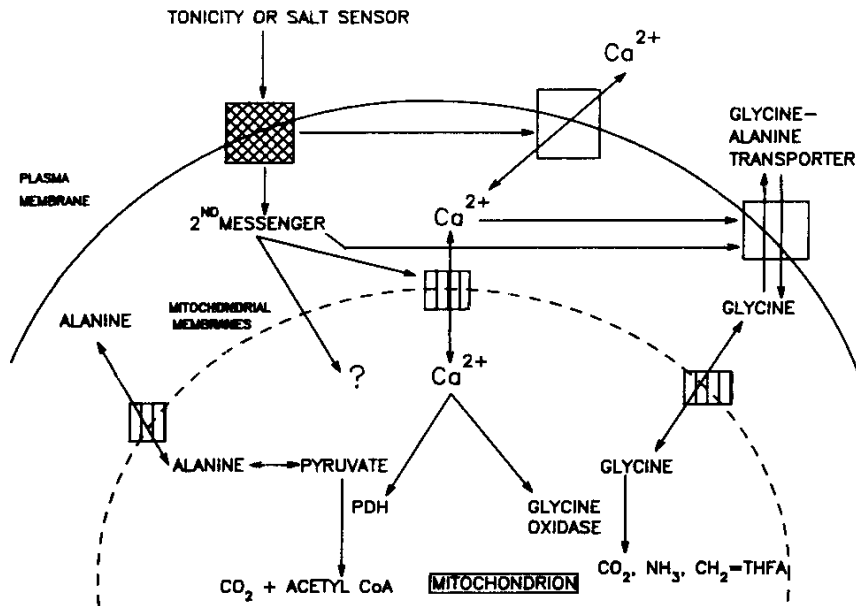 TONICITY OR SALT SENSOR
Ca²⁺
GLYCINE–
ALANINE
TRANSPORTER
PLASMA
MEMBRANE
2ᴺᴰ MESSENGER
Ca²⁺
ALANINE
MITOCHONDRIAL
MEMBRANES
GLYCINE
?
Ca²⁺
ALANINE
PYRUVATE
GLYCINE
PDH
GLYCINE
OXIDASE
CO₂ + ACETYL CoA
MITOCHONDRION
CO₂, NH₃, CH₂=THFA